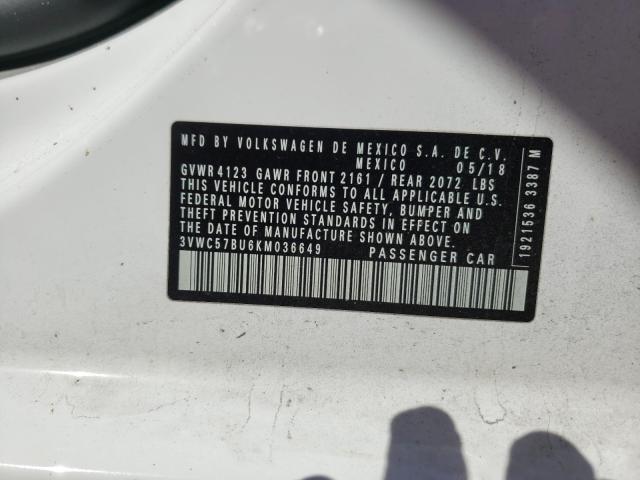 MFD BY VOLKSWAGEN DE MEXICO S.A. DE C.V.
MEXICO 05/18
GVWR 4123 GAWR FRONT 2161 / REAR 2072 LBS
THIS VEHICLE CONFORMS TO ALL APPLICABLE U.S.
FEDERAL MOTOR VEHICLE SAFETY, BUMPER AND
THEFT PREVENTION STANDARDS IN EFFECT ON
THE DATE OF MANUFACTURE SHOWN ABOVE.
3VWC57BU6KM036649 PASSENGER CAR
1921536 3387 M